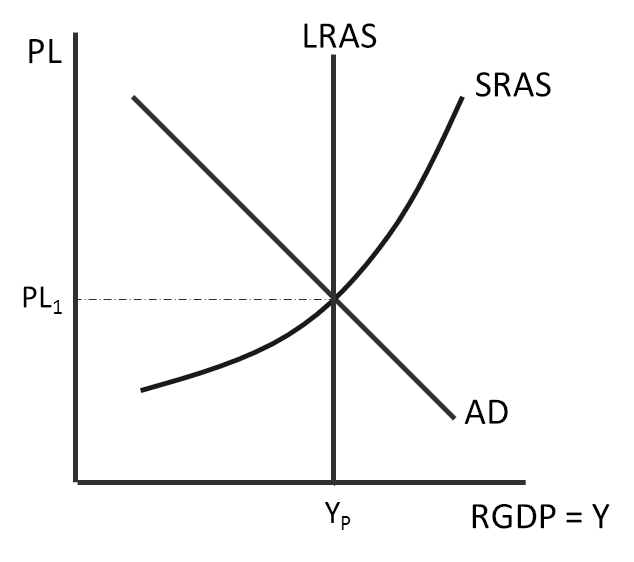 LRAS
PL
SRAS
PL₁
AD
Yₚ
RGDP = Y